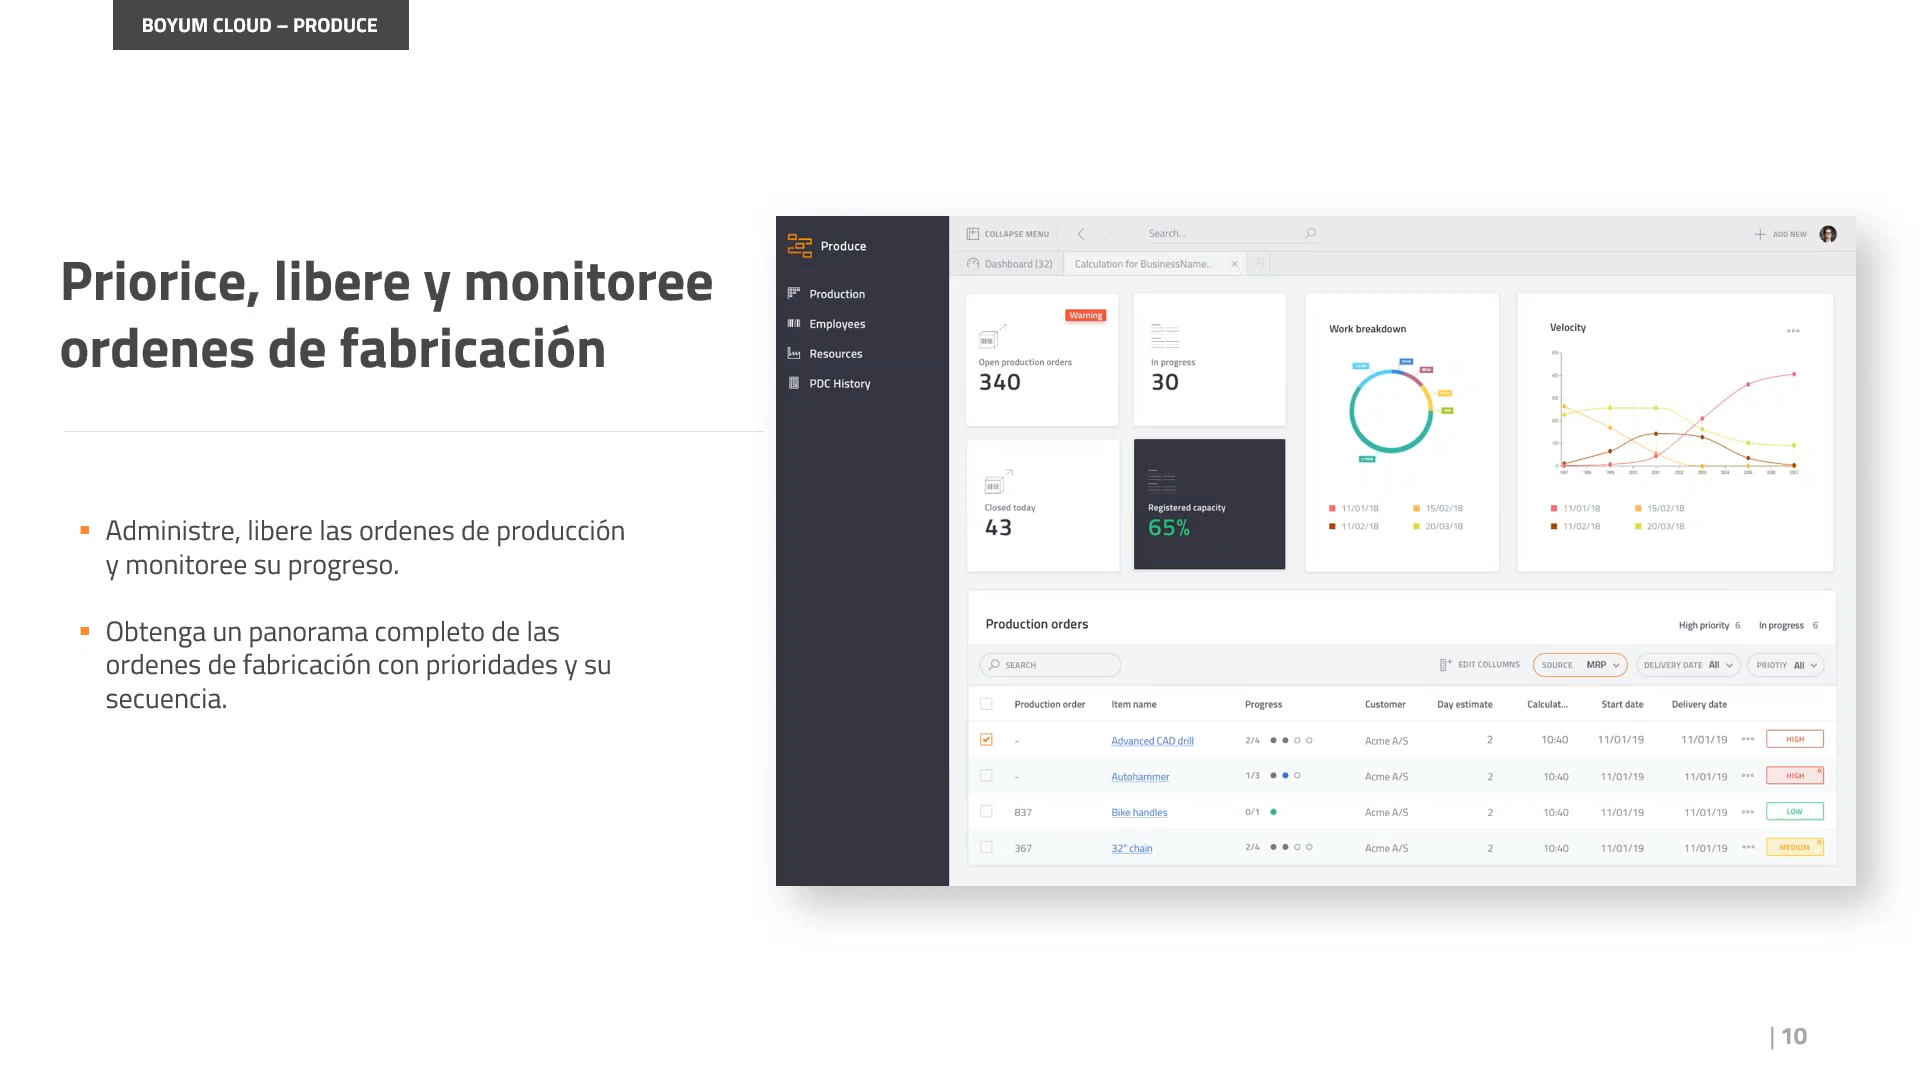 BOYUM CLOUD – PRODUCE
Priorice, libere y monitoree
ordenes de fabricación
Administre, libere las ordenes de producción
y monitoree su progreso.
Obtenga un panorama completo de las
ordenes de fabricación con prioridades y su
secuencia.
Produce
Production
Employees
Resources
PDC History
COLLAPSE MENU
Search...
ADD NEW
Dashboard (32)
Calculation for BusinessName...
Warning
Open production orders
340
In progress
30
Closed today
43
Registered capacity
65%
Work breakdown
11/01/18 15/02/18
11/02/18 20/03/18
Velocity
11/01/18 15/02/18
11/02/18 20/03/18
Production orders
High priority 6 In progress 6
SEARCH
EDIT COLLUMNS
SOURCE MRP
DELIVERY DATE All
PRIOTIY All
Production order Item name Progress Customer Day estimate Calculat... Start date Delivery date
- Advanced CAD drill 2/4 Acme A/S 2 10:40 11/01/19 11/01/19 HIGH
- Autohammer 1/3 Acme A/S 2 10:40 11/01/19 11/01/19 HIGH
837 Bike handles 0/1 Acme A/S 2 10:40 11/01/19 11/01/19 LOW
367 32" chain 2/4 Acme A/S 2 10:40 11/01/19 11/01/19 MEDIUM
| 10